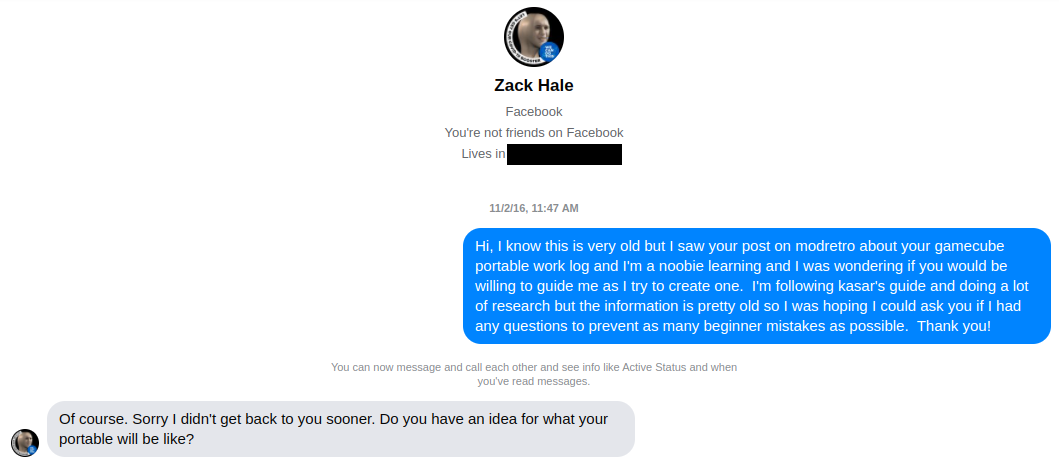 Zack Hale
Facebook
You're not friends on Facebook
Lives in
11/2/16, 11:47 AM
Hi, I know this is very old but I saw your post on modretro about your gamecube
portable work log and I'm a noobie learning and I was wondering if you would be
willing to guide me as I try to create one.  I'm following kasar's guide and doing a lot
of research but the information is pretty old so I was hoping I could ask you if I had
any questions to prevent as many beginner mistakes as possible.  Thank you!
You can now message and call each other and see info like Active Status and when
you've read messages.
Of course. Sorry I didn't get back to you sooner. Do you have an idea for what your
portable will be like?